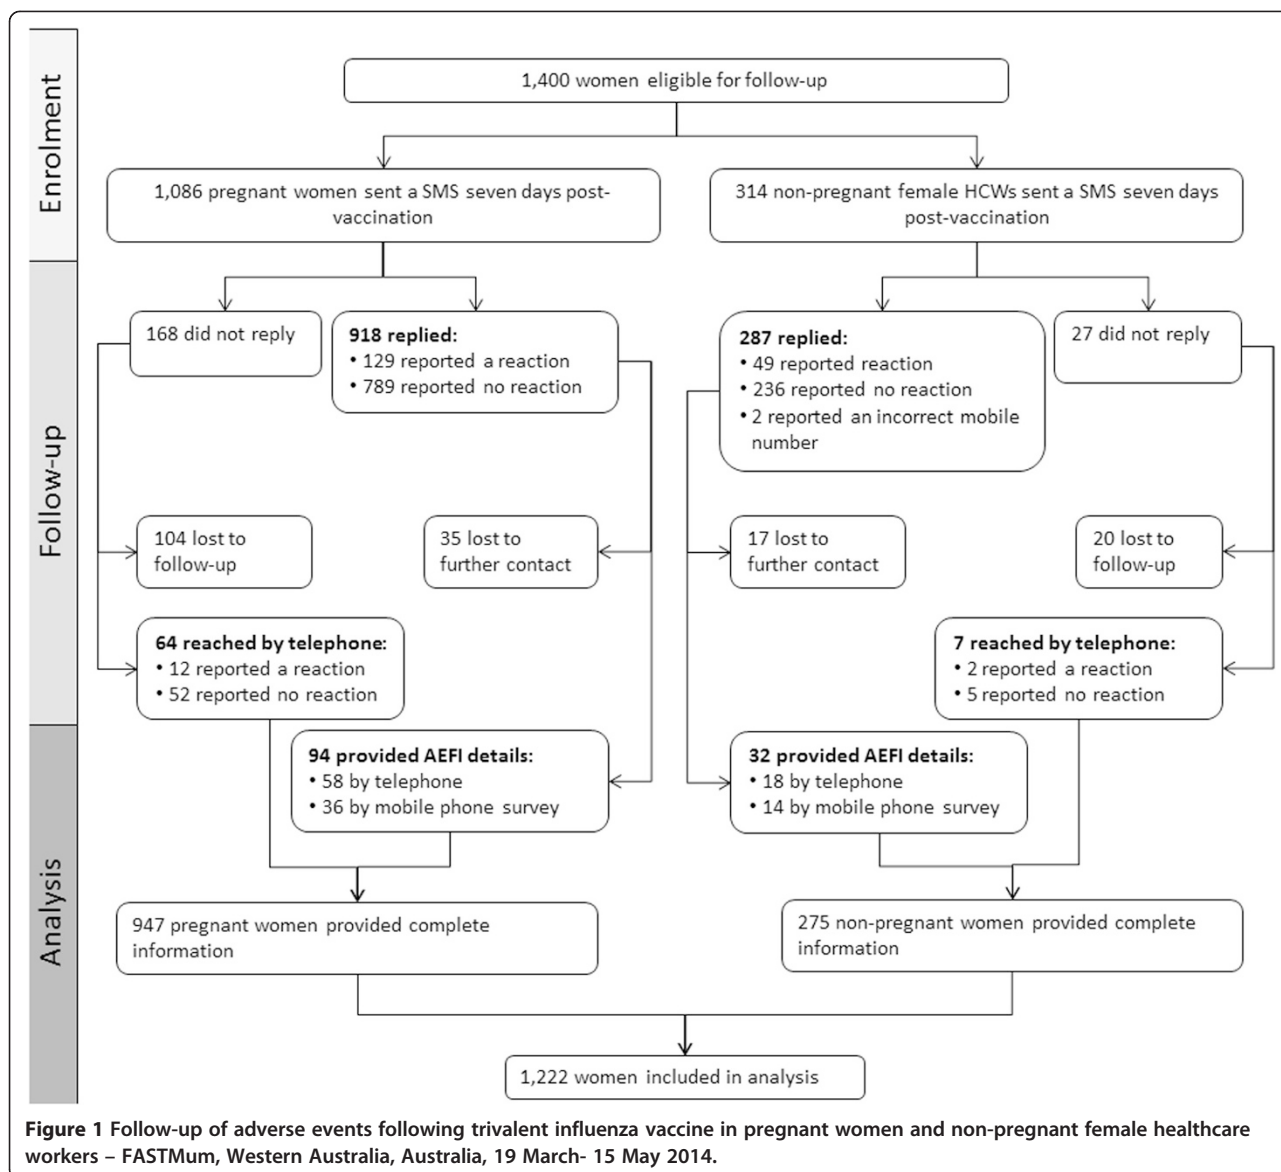 Enrolment
1,400 women eligible for follow-up
1,086 pregnant women sent a SMS seven days post-
vaccination
314 non-pregnant female HCWs sent a SMS seven days
post-vaccination
Follow-up
168 did not reply
918 replied:
• 129 reported a reaction
• 789 reported no reaction
287 replied:
• 49 reported reaction
• 236 reported no reaction
• 2 reported an incorrect mobile
number
27 did not reply
104 lost to
follow-up
35 lost to
further contact
17 lost to
further contact
20 lost to
follow-up
64 reached by telephone:
• 12 reported a reaction
• 52 reported no reaction
7 reached by telephone:
• 2 reported a reaction
• 5 reported no reaction
Analysis
94 provided AEFI details:
• 58 by telephone
• 36 by mobile phone survey
32 provided AEFI details:
• 18 by telephone
• 14 by mobile phone survey
947 pregnant women provided complete
information
275 non-pregnant women provided complete
information
1,222 women included in analysis
Figure 1 Follow-up of adverse events following trivalent influenza vaccine in pregnant women and non-pregnant female healthcare
workers – FASTMum, Western Australia, Australia, 19 March- 15 May 2014.